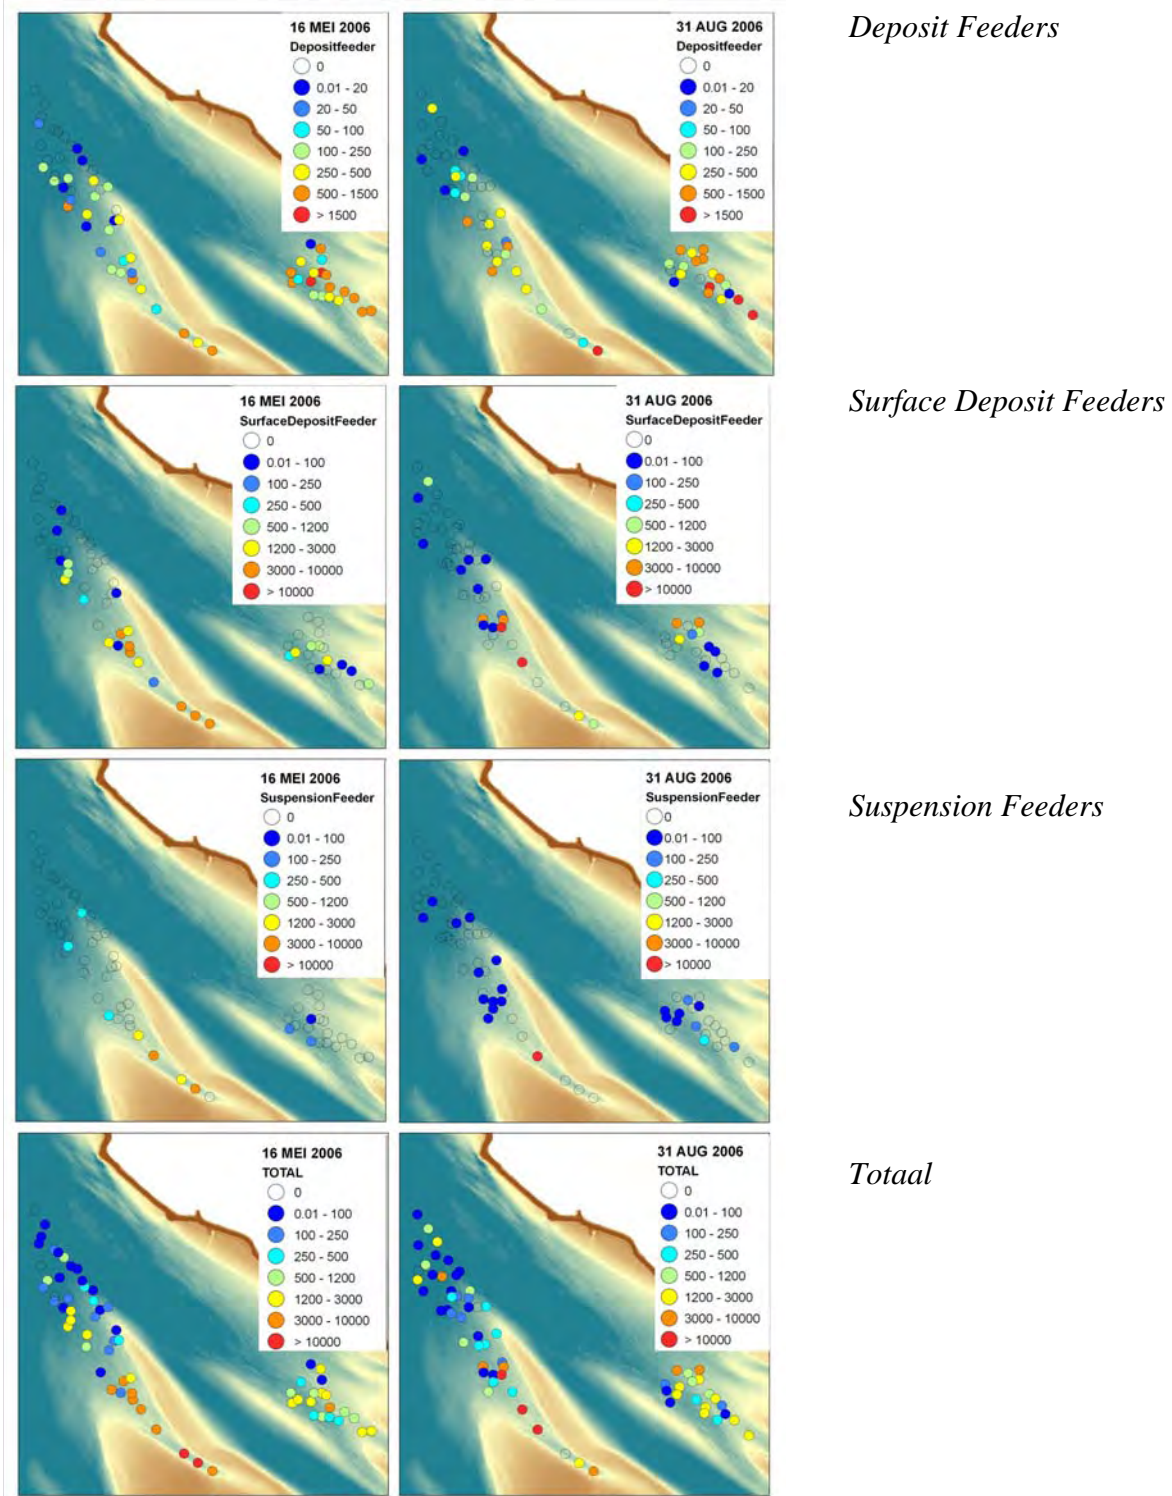 16 MEI 2006
Depositfeeder
0
0.01 - 20
20 - 50
50 - 100
100 - 250
250 - 500
500 - 1500
> 1500
31 AUG 2006
Depositfeeder
0
0.01 - 20
20 - 50
50 - 100
100 - 250
250 - 500
500 - 1500
> 1500
Deposit Feeders
16 MEI 2006
SurfaceDepositFeeder
0
0.01 - 100
100 - 250
250 - 500
500 - 1200
1200 - 3000
3000 - 10000
> 10000
31 AUG 2006
SurfaceDepositFeeder
0
0.01 - 100
100 - 250
250 - 500
500 - 1200
1200 - 3000
3000 - 10000
> 10000
Surface Deposit Feeders
16 MEI 2006
SuspensionFeeder
0
0.01 - 100
100 - 250
250 - 500
500 - 1200
1200 - 3000
3000 - 10000
> 10000
31 AUG 2006
SuspensionFeeder
0
0.01 - 100
100 - 250
250 - 500
500 - 1200
1200 - 3000
3000 - 10000
> 10000
Suspension Feeders
16 MEI 2006
TOTAL
0
0.01 - 100
100 - 250
250 - 500
500 - 1200
1200 - 3000
3000 - 10000
> 10000
31 AUG 2006
TOTAL
0
0.01 - 100
100 - 250
250 - 500
500 - 1200
1200 - 3000
3000 - 10000
> 10000
Totaal